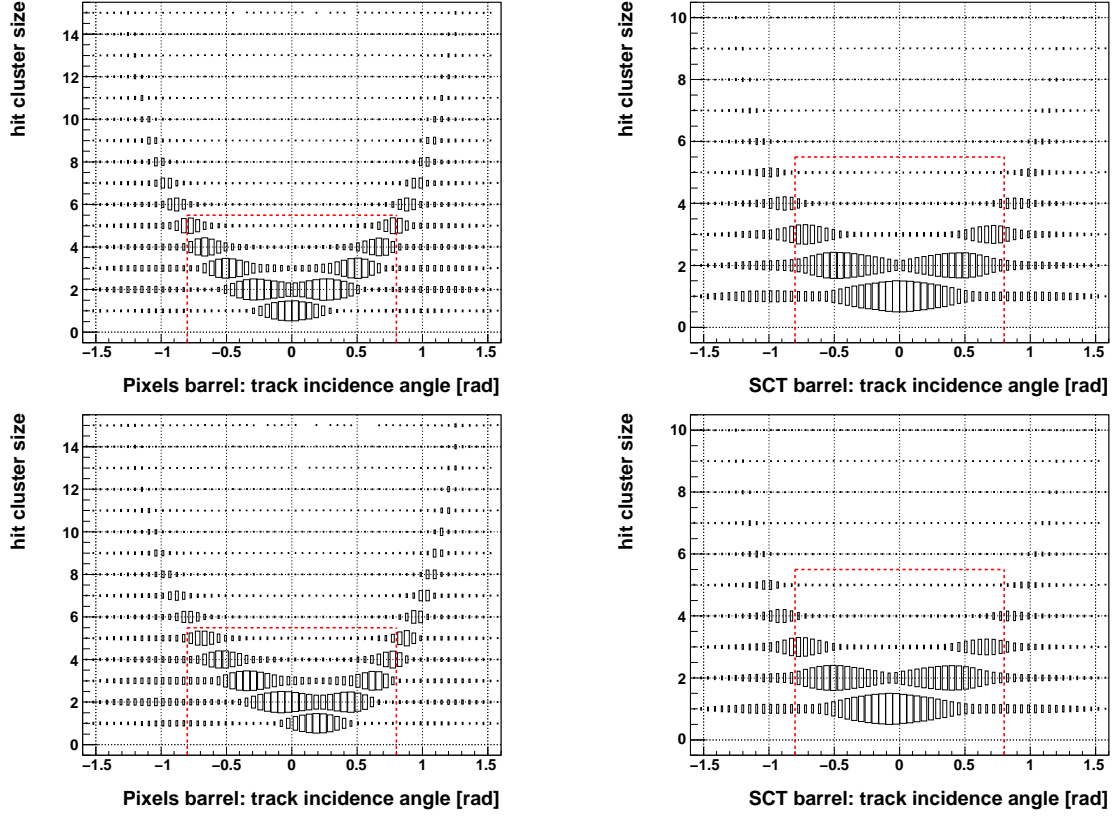 hit cluster size
14
12
10
8
6
4
2
0
−1.5 −1 −0.5 0 0.5 1 1.5
Pixels barrel: track incidence angle [rad]
hit cluster size
10
8
6
4
2
0
−1.5 −1 −0.5 0 0.5 1 1.5
SCT barrel: track incidence angle [rad]
hit cluster size
14
12
10
8
6
4
2
0
−1.5 −1 −0.5 0 0.5 1 1.5
Pixels barrel: track incidence angle [rad]
hit cluster size
10
8
6
4
2
0
−1.5 −1 −0.5 0 0.5 1 1.5
SCT barrel: track incidence angle [rad]